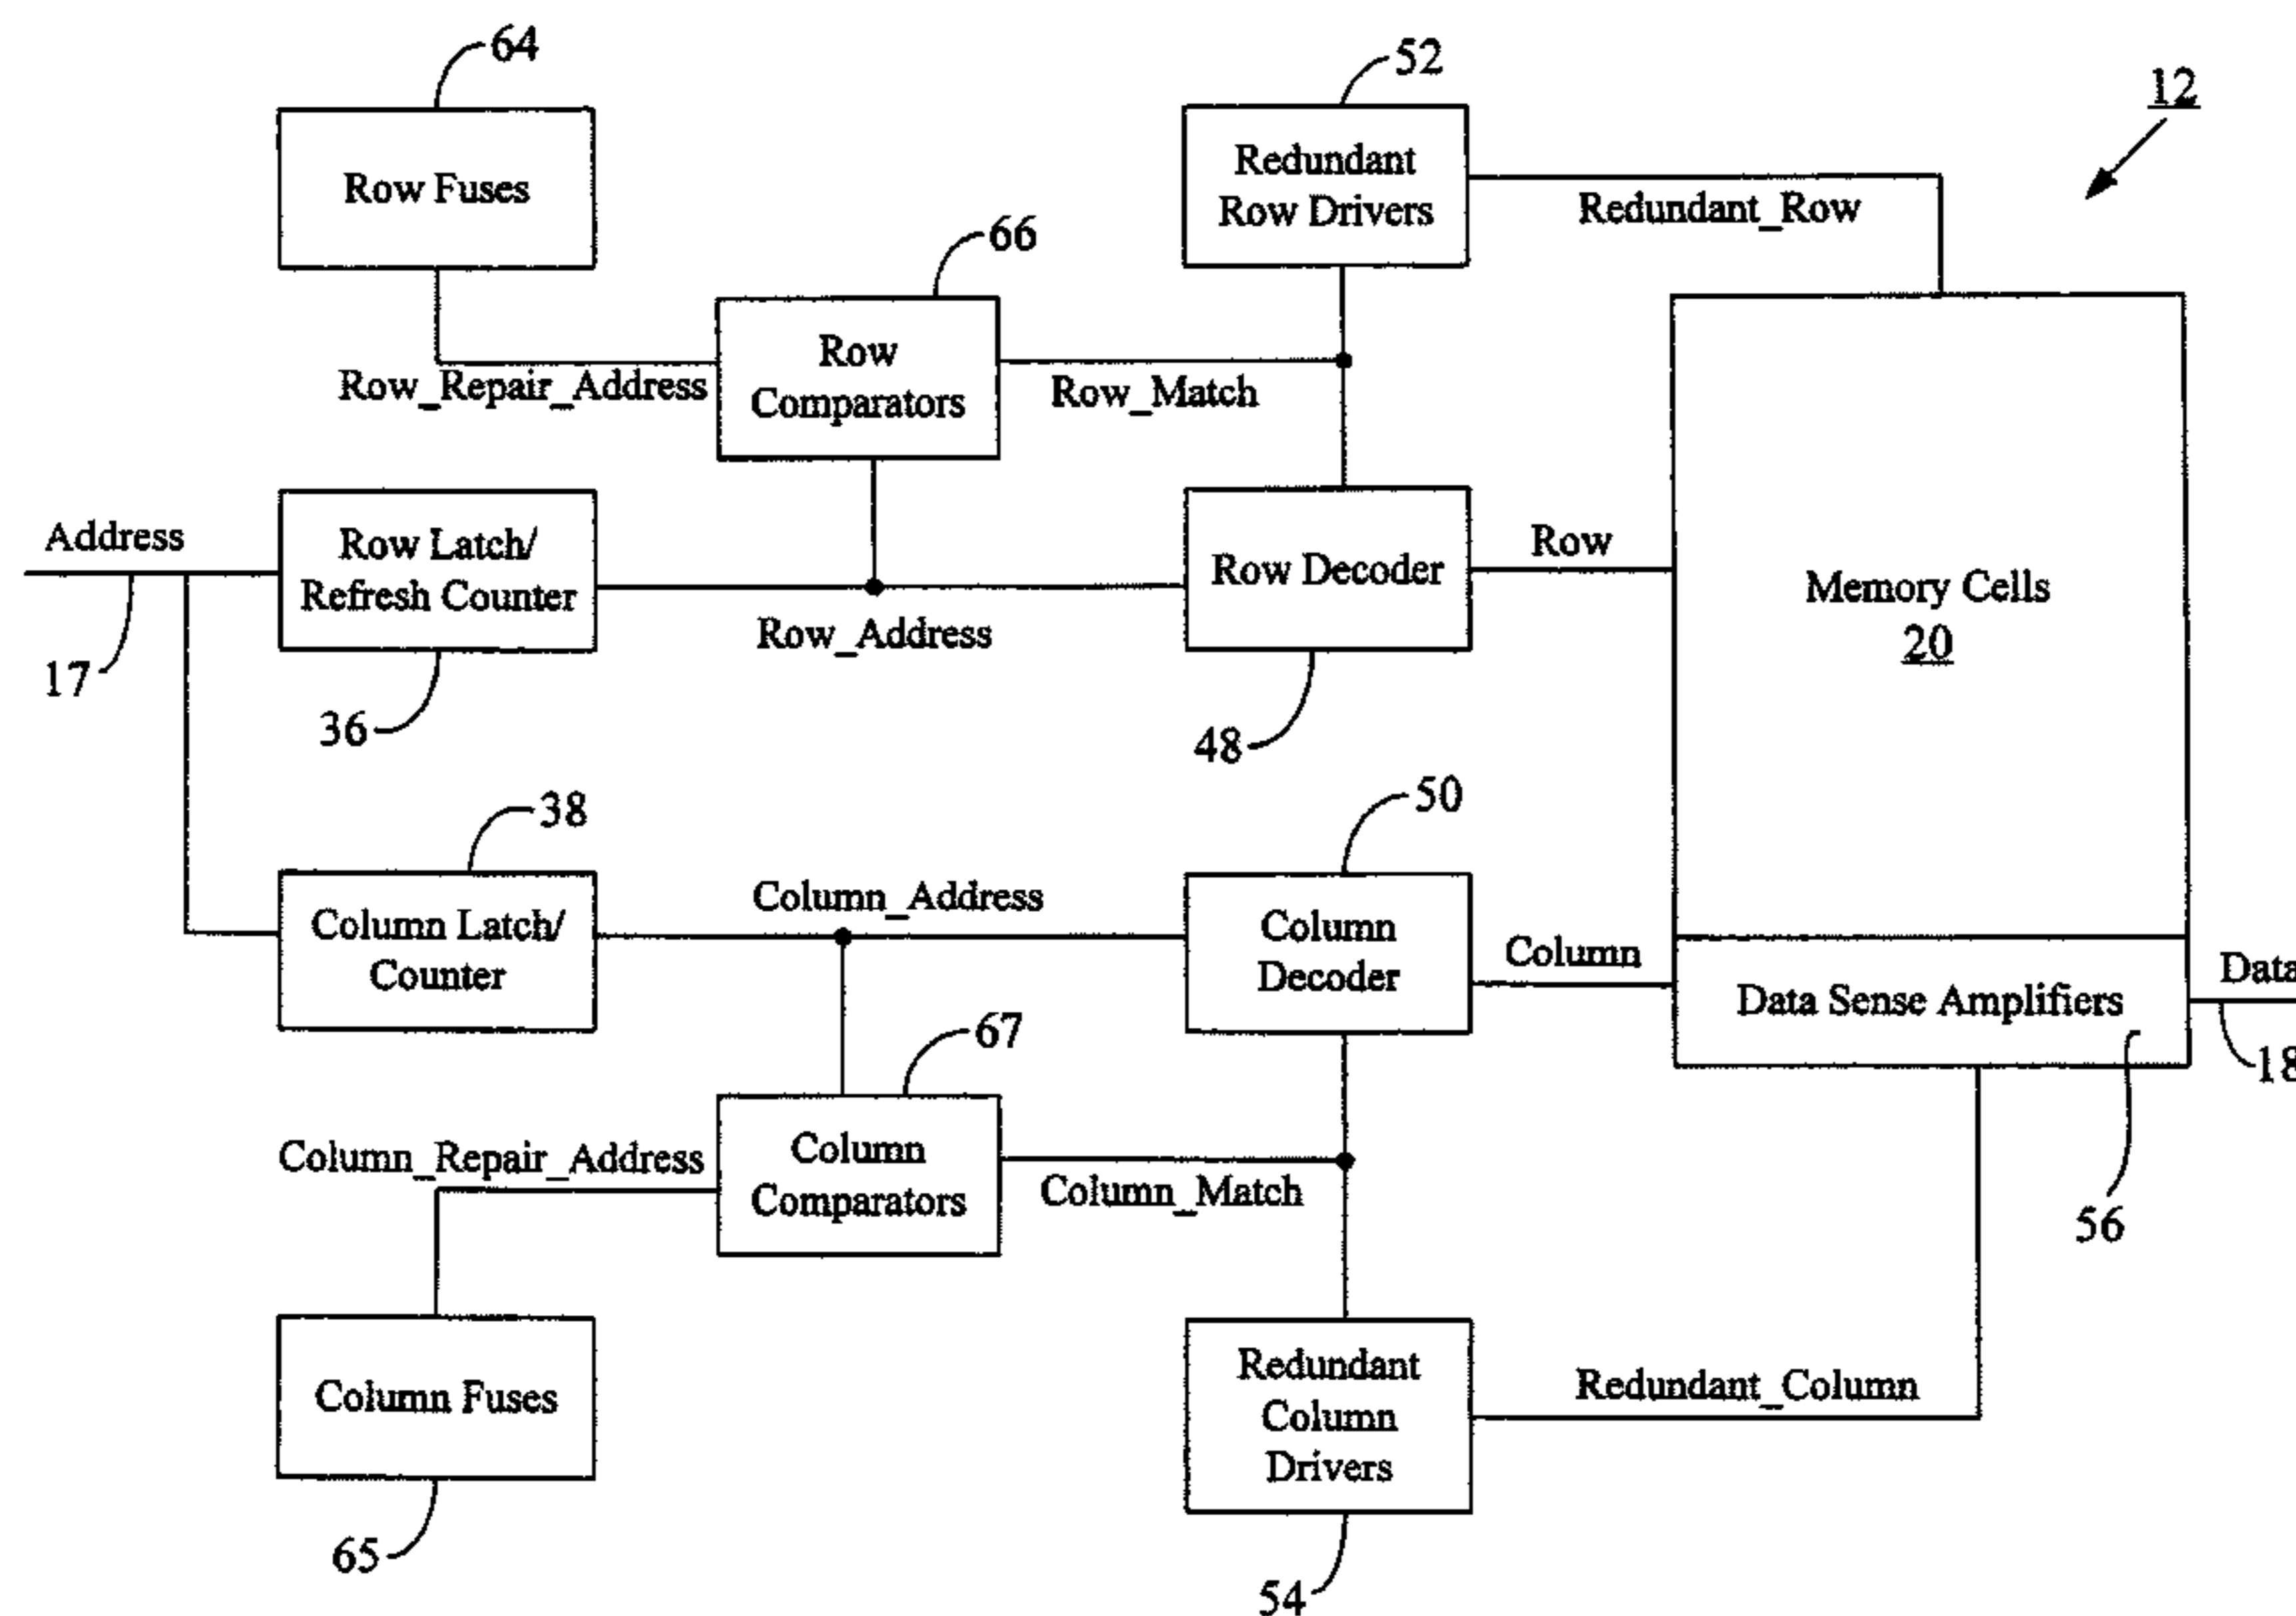 64
52
12
Row Fuses
Redundant
Row Drivers
Redundant_Row
66
Row
Comparators
Row_Repair_Address
Row_Match
Address
Row Latch/
Refresh Counter
Row_Address
Row Decoder
Row
Memory Cells
20
17
36
48
38
50
Column Latch/
Counter
Column_Address
Column
Decoder
Column
Data Sense Amplifiers
Data
18
67
56
Column_Repair_Address
Column
Comparators
Column_Match
Column Fuses
Redundant
Column
Drivers
Redundant_Column
65
54